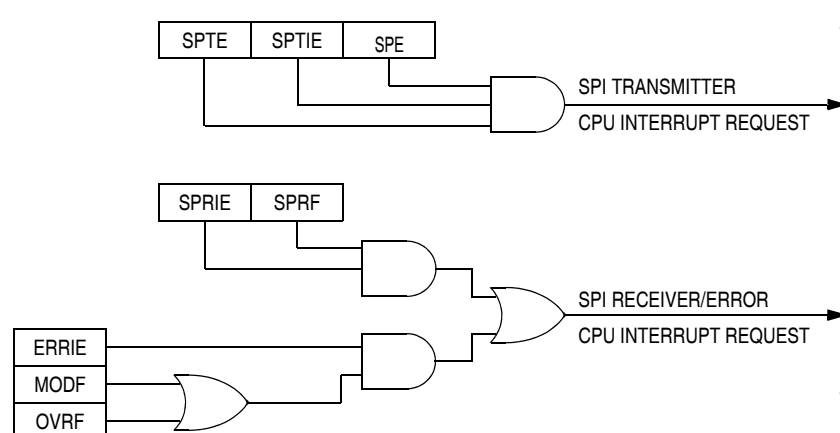 SPTE SPTIE SPE
SPI TRANSMITTER
CPU INTERRUPT REQUEST
SPRIE SPRF
SPI RECEIVER/ERROR
CPU INTERRUPT REQUEST
ERRIE
MODF
OVRF